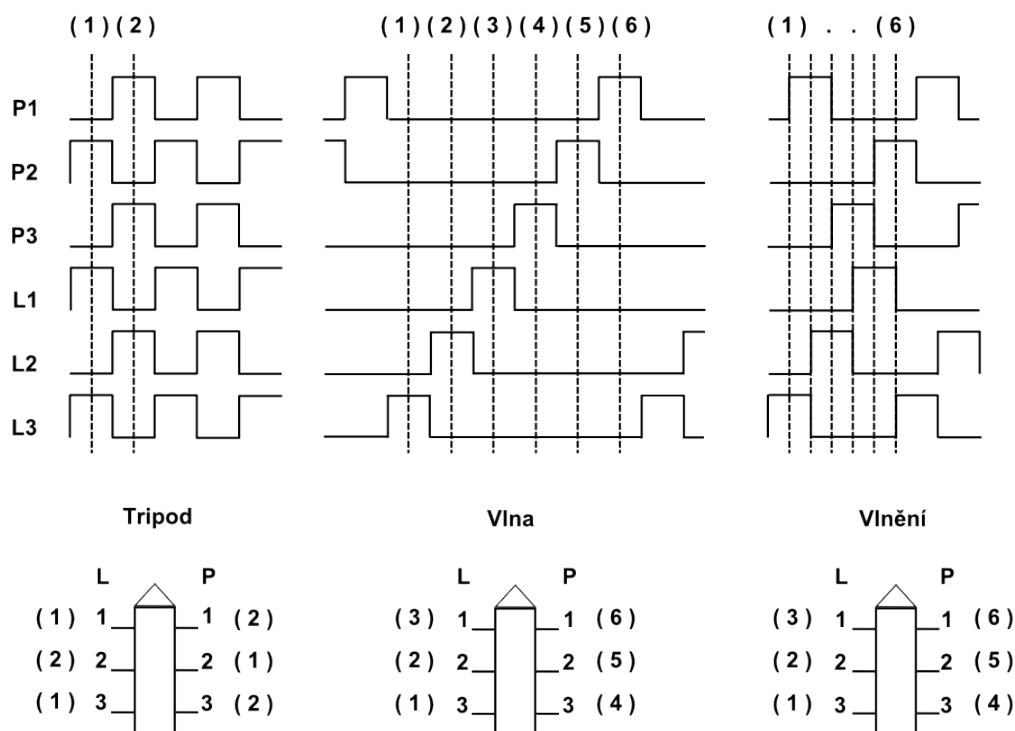 ( 1 ) ( 2 ) ( 1 ) ( 2 ) ( 3 ) ( 4 ) ( 5 ) ( 6 ) ( 1 ) . . ( 6 )
P1
P2
P3
L1
L2
L3
Tripod Vlna Vlnění
L P L P L P
( 1 ) 1 1 ( 2 ) ( 3 ) 1 1 ( 6 ) ( 3 ) 1 1 ( 6 )
( 2 ) 2 2 ( 1 ) ( 2 ) 2 2 ( 5 ) ( 2 ) 2 2 ( 5 )
( 1 ) 3 3 ( 2 ) ( 1 ) 3 3 ( 4 ) ( 1 ) 3 3 ( 4 )